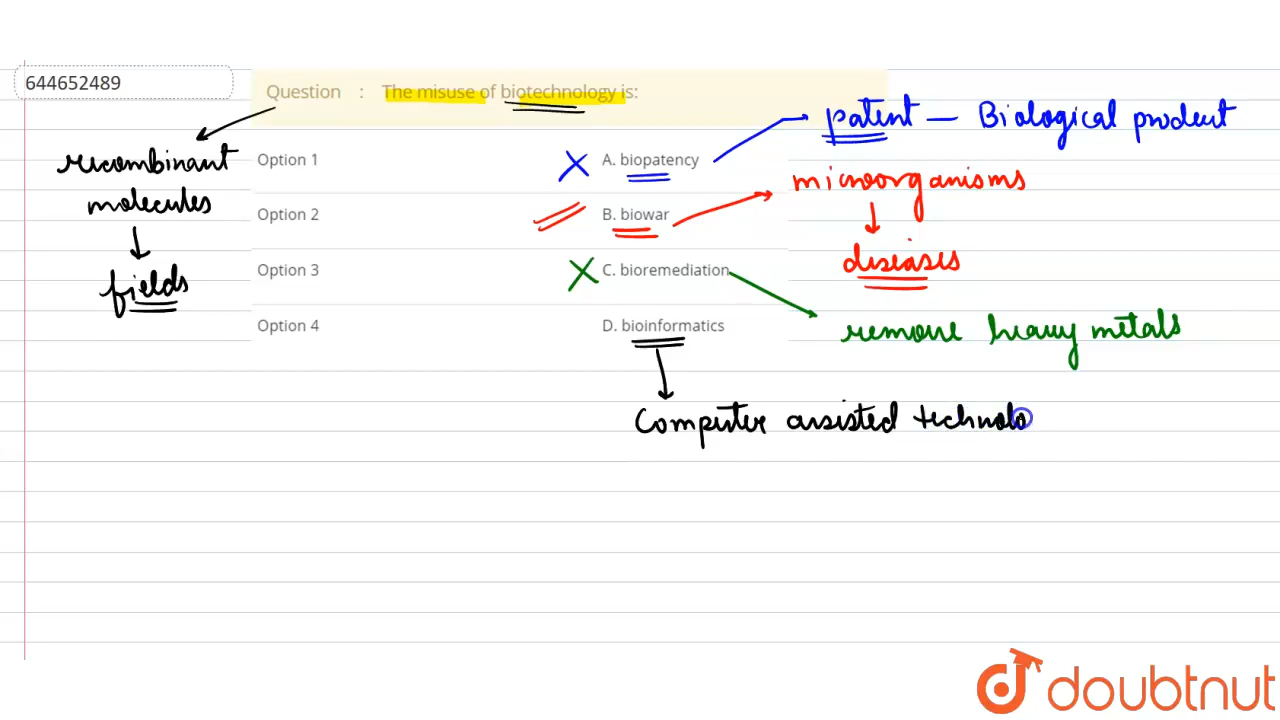 644652489
Question : The misuse of biotechnology is:
patent — Biological product
recombinant
molecules
fields
Option 1 A. biopatency
microorganisms
Option 2 B. biowar
diseases
Option 3 C. bioremediation
remove heavy metals
Option 4 D. bioinformatics
Computer assisted technolo
doubtnut